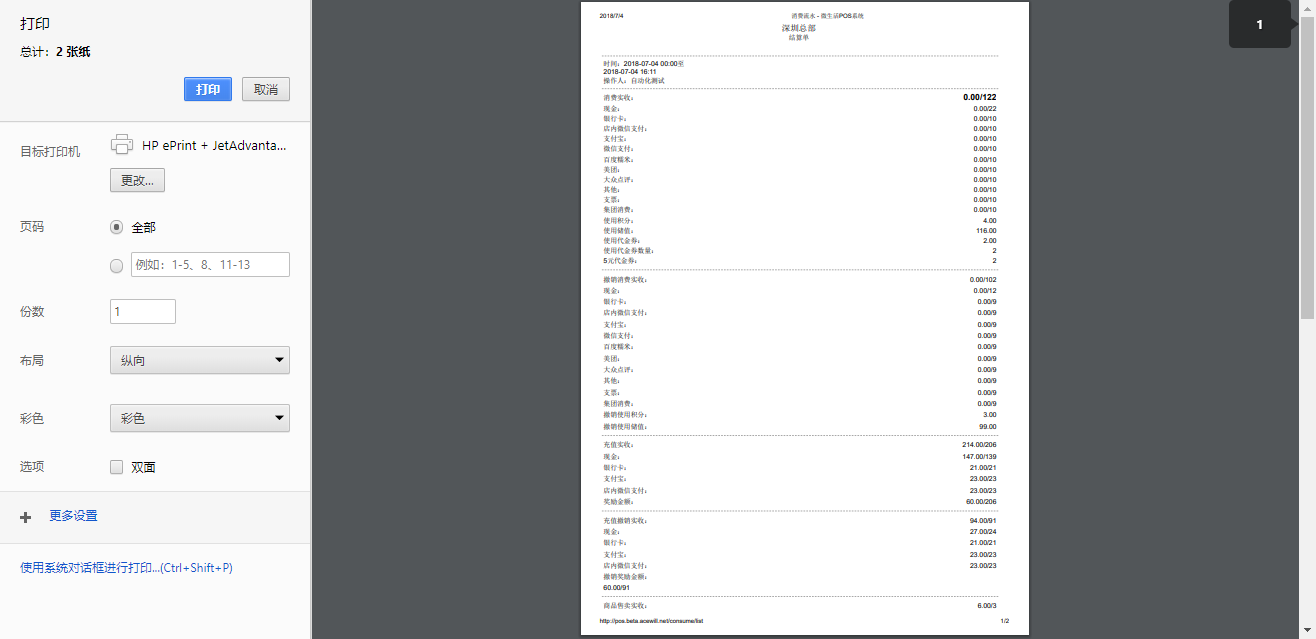 打印
总计：2 张纸
打印
取消
目标打印机
HP ePrint + JetAdvanta...
更改...
页码
全部
例如：1-5、8、11-13
份数
1
布局
纵向
彩色
彩色
选项
双面
更多设置
使用系统对话框进行打印...(Ctrl+Shift+P)
1
2018/7/4 消费流水 - 微生活POS系统
深圳总部
结算单
时间：2018-07-04 00:00至
2018-07-04 16:11
操作人：自动化测试
消费实收： 0.00/122
现金： 0.00/22
银行卡： 0.00/10
店内微信支付： 0.00/10
支付宝： 0.00/10
微信支付： 0.00/10
百度糯米： 0.00/10
美团： 0.00/10
大众点评： 0.00/10
其他： 0.00/10
支票： 0.00/10
集团消费： 0.00/10
使用积分： 4.00
使用储值： 116.00
使用代金券： 2.00
使用代金券数量： 2
5元代金券： 2
撤销消费实收： 0.00/102
现金： 0.00/12
银行卡： 0.00/9
店内微信支付： 0.00/9
支付宝： 0.00/9
微信支付： 0.00/9
百度糯米： 0.00/9
美团： 0.00/9
大众点评： 0.00/9
其他： 0.00/9
支票： 0.00/9
集团消费： 0.00/9
撤销使用积分： 3.00
撤销使用储值： 99.00
充值实收： 214.00/206
现金： 147.00/139
银行卡： 21.00/21
支付宝： 23.00/23
店内微信支付： 23.00/23
奖励金额： 60.00/206
充值撤销实收： 94.00/91
现金： 27.00/24
银行卡： 21.00/21
支付宝： 23.00/23
店内微信支付： 23.00/23
撤销奖励金额：
60.00/91
商品售卖实收： 6.00/3
http://pos.beta.acewill.net/consume/list 1/2